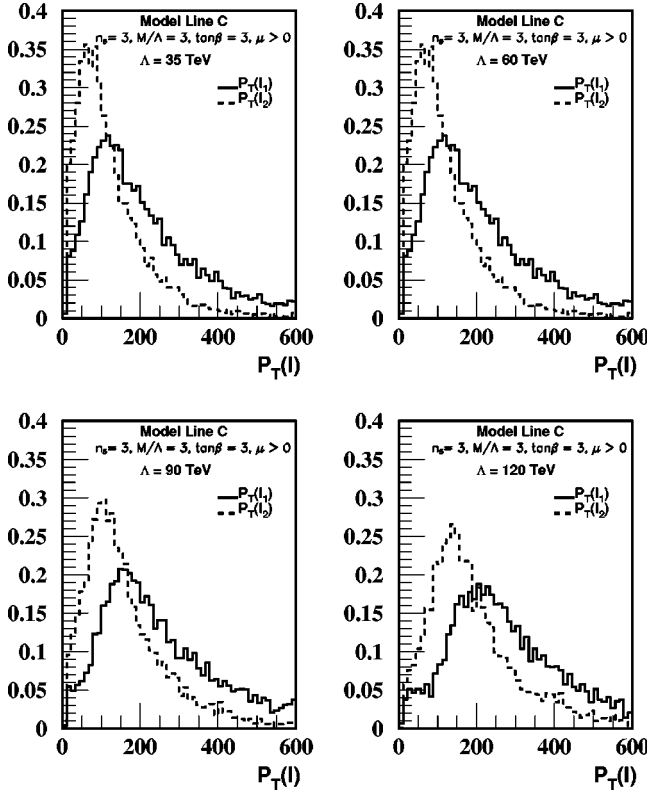 Model Line C
n₅= 3, M/Λ = 3, tanβ = 3, μ > 0
Λ = 35 TeV
P_T(l₁)
P_T(l₂)
0.4
0.35
0.3
0.25
0.2
0.15
0.1
0.05
0
0 200 400 600
P_T(l)
Model Line C
n₅= 3, M/Λ = 3, tanβ = 3, μ > 0
Λ = 60 TeV
P_T(l₁)
P_T(l₂)
0.4
0.35
0.3
0.25
0.2
0.15
0.1
0.05
0
0 200 400 600
P_T(l)
Model Line C
n₅= 3, M/Λ = 3, tanβ = 3, μ > 0
Λ = 90 TeV
P_T(l₁)
P_T(l₂)
0.4
0.35
0.3
0.25
0.2
0.15
0.1
0.05
0
0 200 400 600
P_T(l)
Model Line C
n₅= 3, M/Λ = 3, tanβ = 3, μ > 0
Λ = 120 TeV
P_T(l₁)
P_T(l₂)
0.4
0.35
0.3
0.25
0.2
0.15
0.1
0.05
0
0 200 400 600
P_T(l)